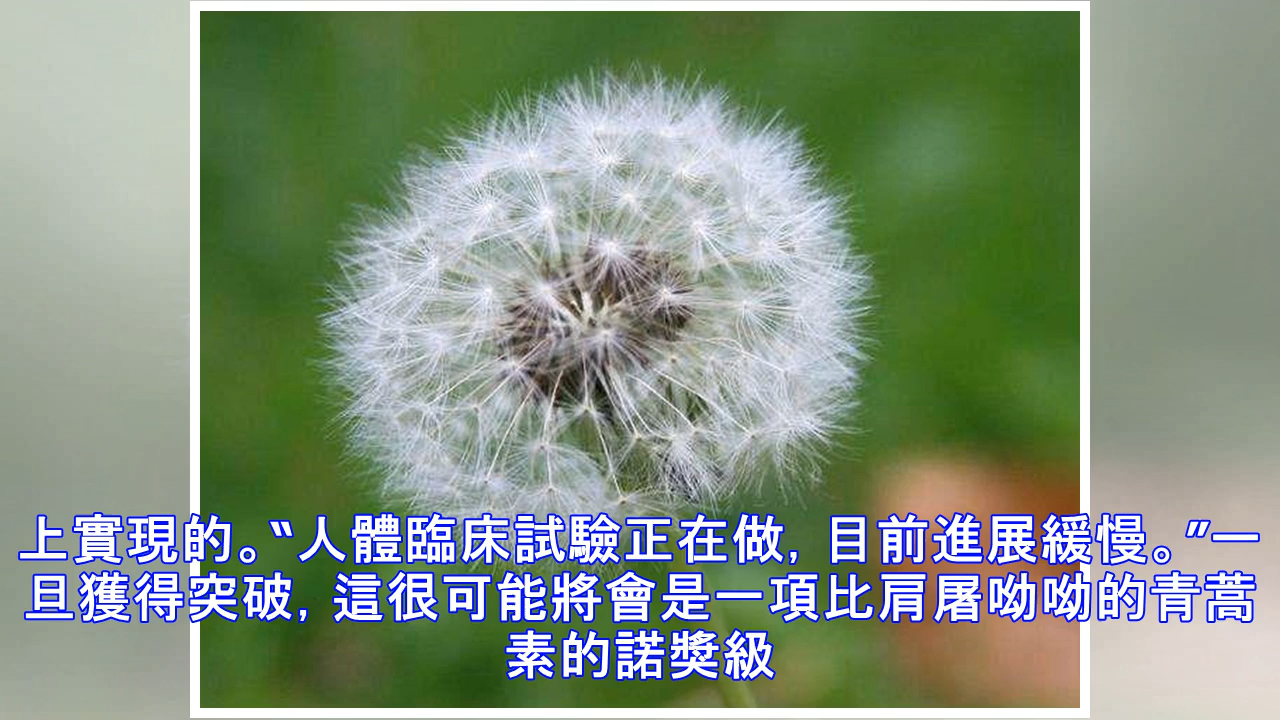 上實現的。“人體臨床試驗正在做, 目前進展緩慢。”一
旦獲得突破, 這很可能將會是一項比肩屠呦呦的青蒿
素的諾獎級